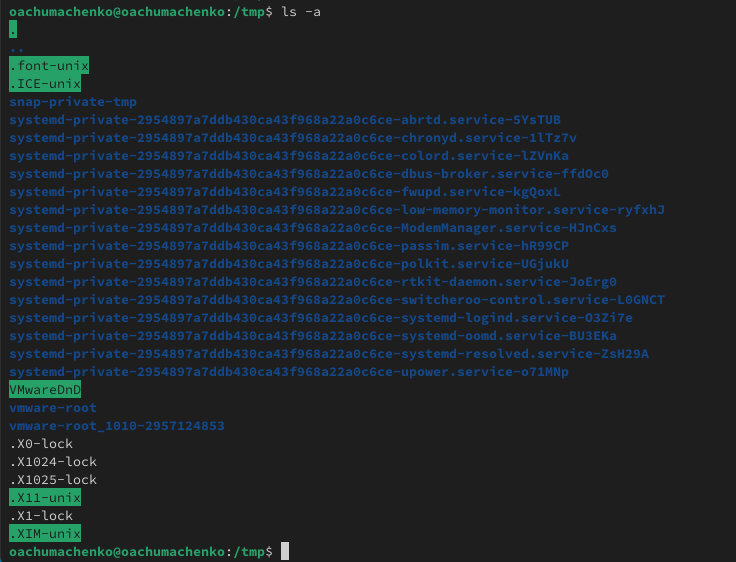 oachumachenko@oachumachenko:/tmp$ ls -a
.
..
.font-unix
.ICE-unix
snap-private-tmp
systemd-private-2954897a7ddb430ca43f968a22a0c6ce-abrtd.service-5YsTUB
systemd-private-2954897a7ddb430ca43f968a22a0c6ce-chronyd.service-1lTz7v
systemd-private-2954897a7ddb430ca43f968a22a0c6ce-colord.service-lZVnKa
systemd-private-2954897a7ddb430ca43f968a22a0c6ce-dbus-broker.service-ffdOc0
systemd-private-2954897a7ddb430ca43f968a22a0c6ce-fwupd.service-kgQoxL
systemd-private-2954897a7ddb430ca43f968a22a0c6ce-low-memory-monitor.service-ryfxhJ
systemd-private-2954897a7ddb430ca43f968a22a0c6ce-ModemManager.service-HJnCxs
systemd-private-2954897a7ddb430ca43f968a22a0c6ce-passim.service-hR99CP
systemd-private-2954897a7ddb430ca43f968a22a0c6ce-polkit.service-UGjukU
systemd-private-2954897a7ddb430ca43f968a22a0c6ce-rtkit-daemon.service-JoErg0
systemd-private-2954897a7ddb430ca43f968a22a0c6ce-switcheroo-control.service-L0GNCT
systemd-private-2954897a7ddb430ca43f968a22a0c6ce-systemd-logind.service-O3Zi7e
systemd-private-2954897a7ddb430ca43f968a22a0c6ce-systemd-oomd.service-BU3EKa
systemd-private-2954897a7ddb430ca43f968a22a0c6ce-systemd-resolved.service-ZsH29A
systemd-private-2954897a7ddb430ca43f968a22a0c6ce-upower.service-o71MNp
VMwareDnD
vmware-root
vmware-root_1010-2957124853
.X0-lock
.X1024-lock
.X1025-lock
.X11-unix
.X1-lock
.XIM-unix
oachumachenko@oachumachenko:/tmp$